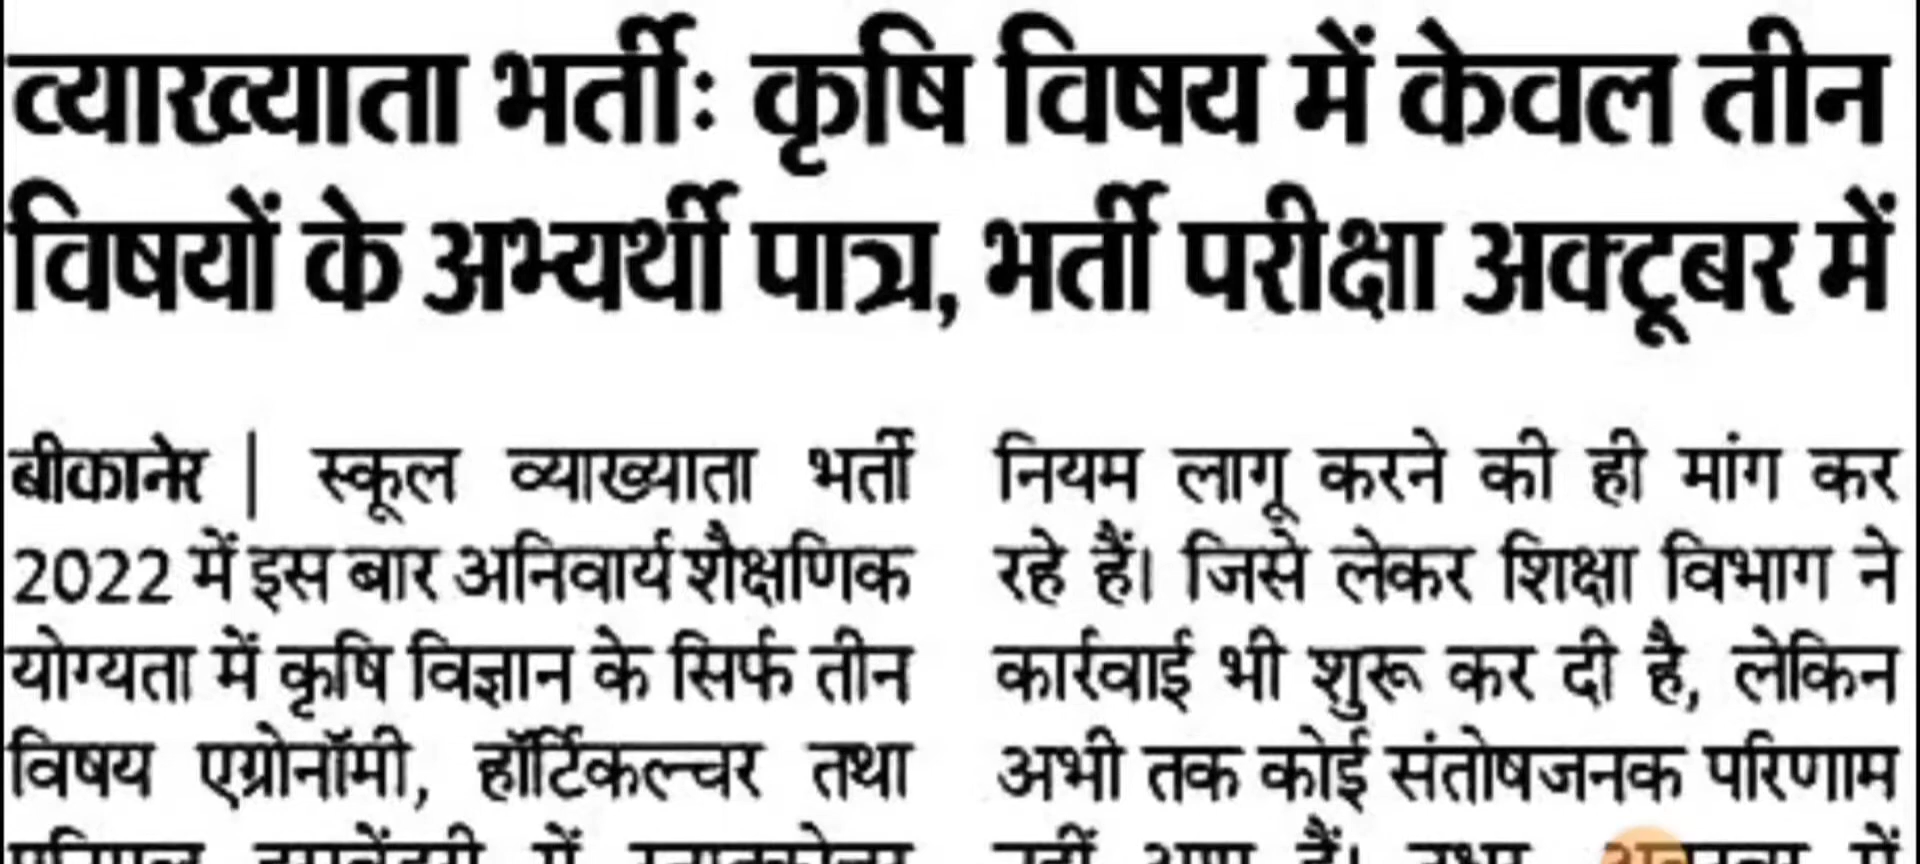 व्याख्याता भर्तीः कृषि विषय में केवल तीन
विषयों के अभ्यर्थी पात्र, भर्ती परीक्षा अक्टूबर में
बीकानेर | स्कूल व्याख्याता भर्ती
2022 में इस बार अनिवार्य शैक्षणिक
योग्यता में कृषि विज्ञान के सिर्फ तीन
विषय एग्रोनॉमी, हॉर्टिकल्चर तथा
नियम लागू करने की ही मांग कर
रहे हैं। जिसे लेकर शिक्षा विभाग ने
कार्रवाई भी शुरू कर दी है, लेकिन
अभी तक कोई संतोषजनक परिणाम